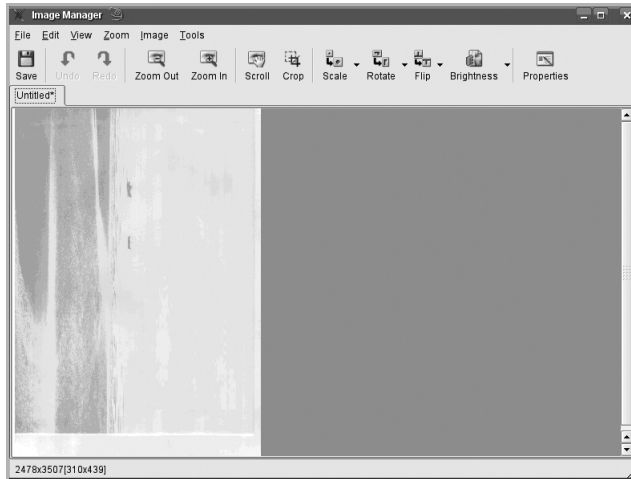 Image Manager
File Edit View Zoom Image Tools
Save Undo Redo Zoom Out Zoom In Scroll Crop Scale Rotate Flip Brightness Properties
Untitled*
2478x3507[310x439]